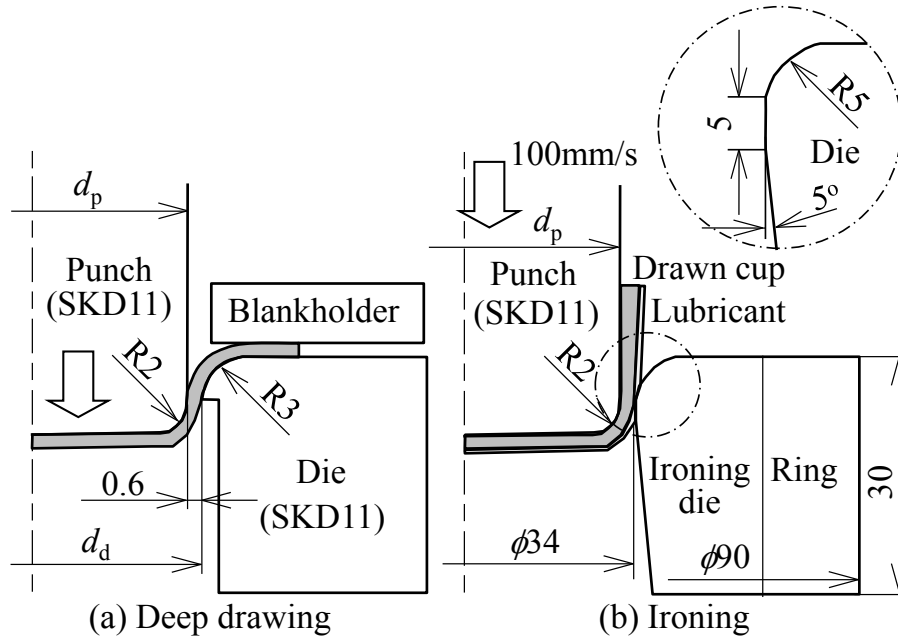 dp
Punch
(SKD11)
Blankholder
R2
R3
0.6
Die
(SKD11)
dd
(a) Deep drawing
100mm/s
dp
Punch
(SKD11)
Drawn cup
Lubricant
R2
R5
5
Die
5º
Ironing
die
Ring
30
ϕ34
ϕ90
(b) Ironing